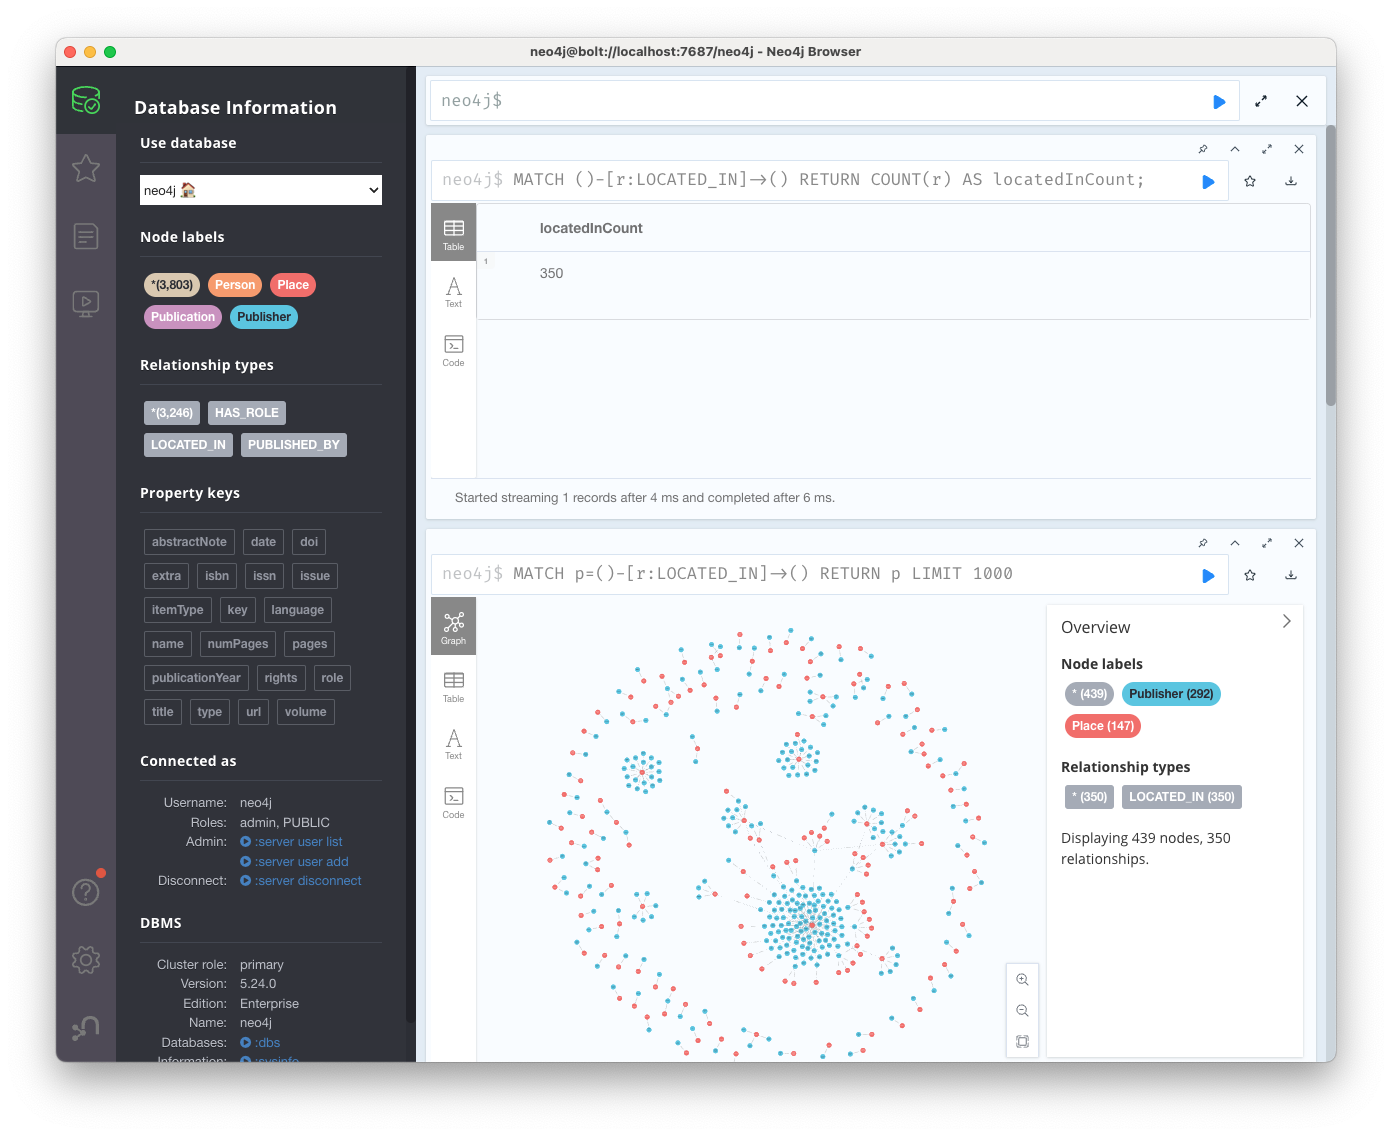 neo4j@bolt://localhost:7687/neo4j - Neo4j Browser
Database Information
Use database
neo4j 🏠
Node labels
*(3,803) Person Place
Publication Publisher
Relationship types
*(3,246) HAS_ROLE
LOCATED_IN PUBLISHED_BY
Property keys
abstractNote date doi
extra isbn issn issue
itemType key language
name numPages pages
publicationYear rights role
title type url volume
Connected as
Username: neo4j
Roles: admin, PUBLIC
Admin: :server user list
:server user add
Disconnect: :server disconnect
DBMS
Cluster role: primary
Version: 5.24.0
Edition: Enterprise
Name: neo4j
Databases: :dbs
Information: :sysinfo
neo4j$
neo4j$ MATCH ()-[r:LOCATED_IN]->() RETURN COUNT(r) AS locatedInCount;
Table
Text
Code
locatedInCount
1
350
Started streaming 1 records after 4 ms and completed after 6 ms.
neo4j$ MATCH p=()-[r:LOCATED_IN]->() RETURN p LIMIT 1000
Graph
Table
Text
Code
Overview
Node labels
* (439) Publisher (292)
Place (147)
Relationship types
* (350) LOCATED_IN (350)
Displaying 439 nodes, 350
relationships.